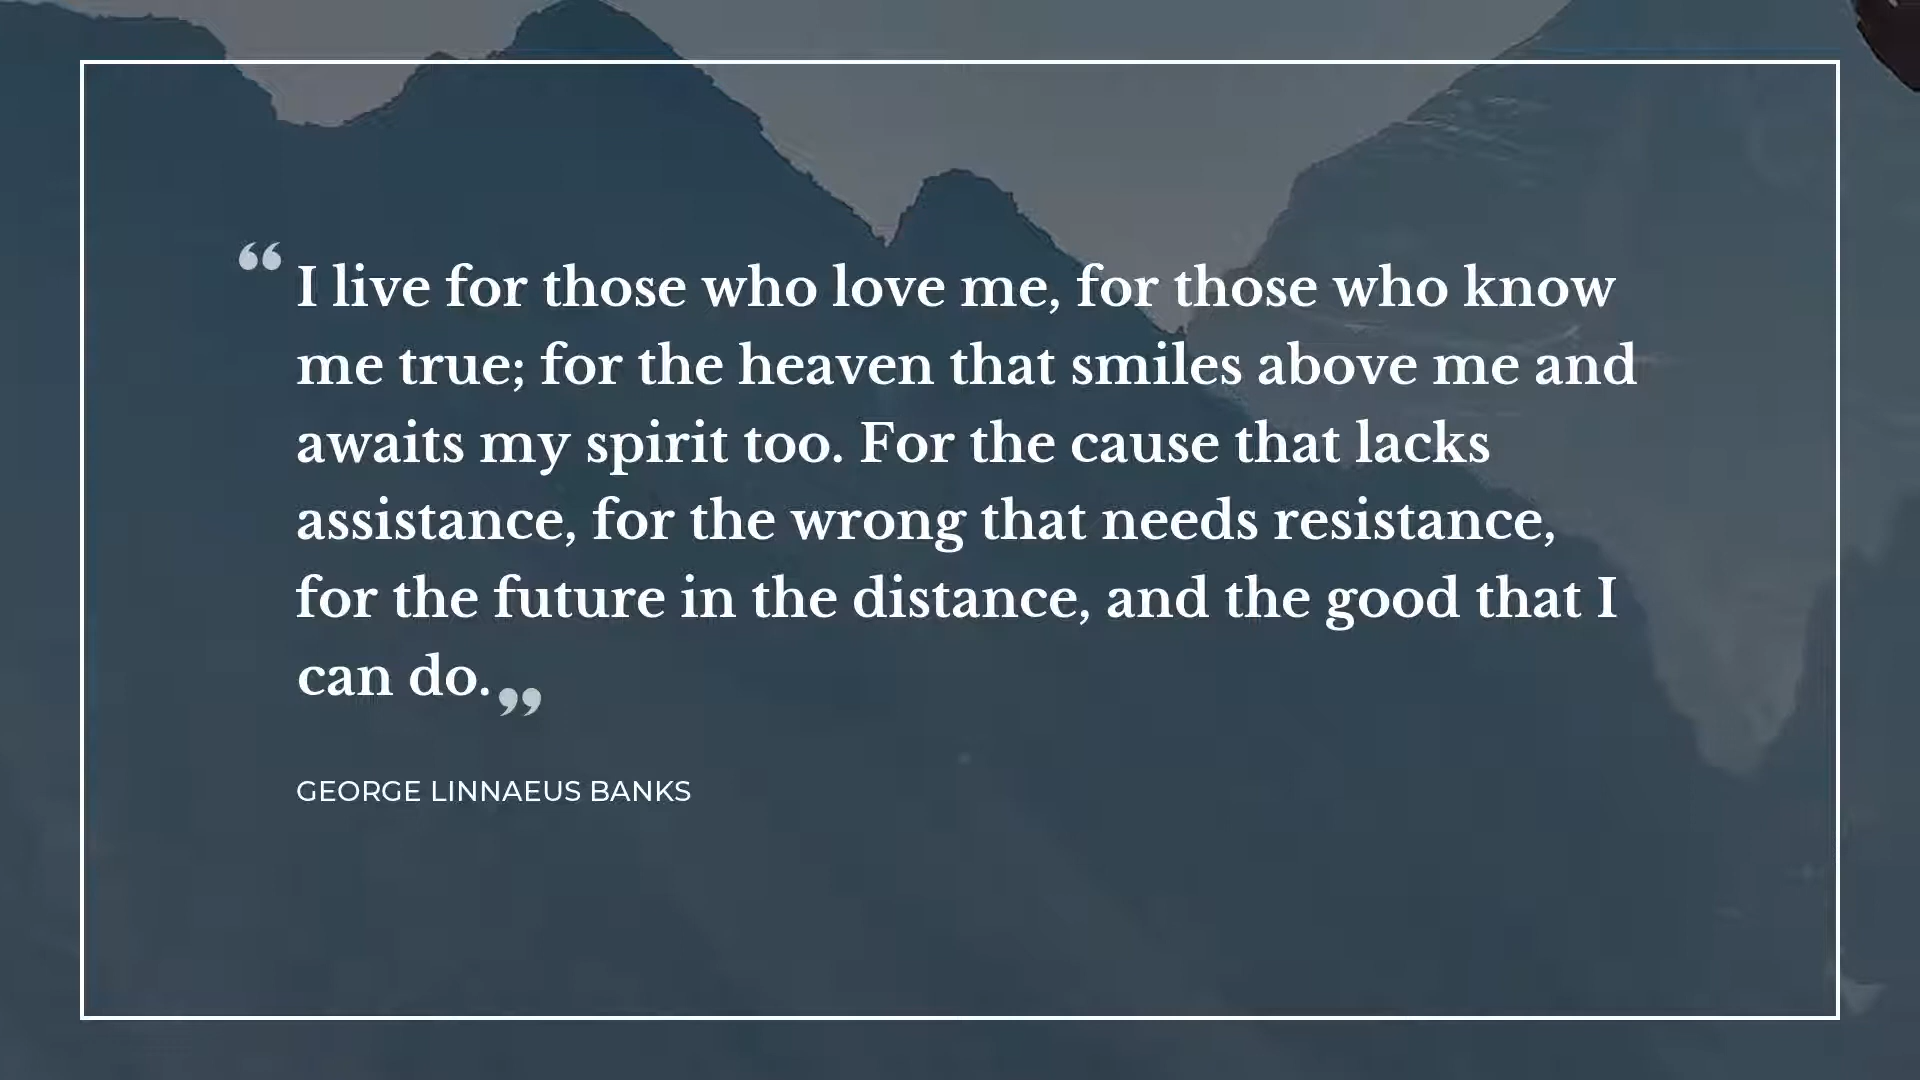 “I live for those who love me, for those who know
me true; for the heaven that smiles above me and
awaits my spirit too. For the cause that lacks
assistance, for the wrong that needs resistance,
for the future in the distance, and the good that I
can do.”
GEORGE LINNAEUS BANKS